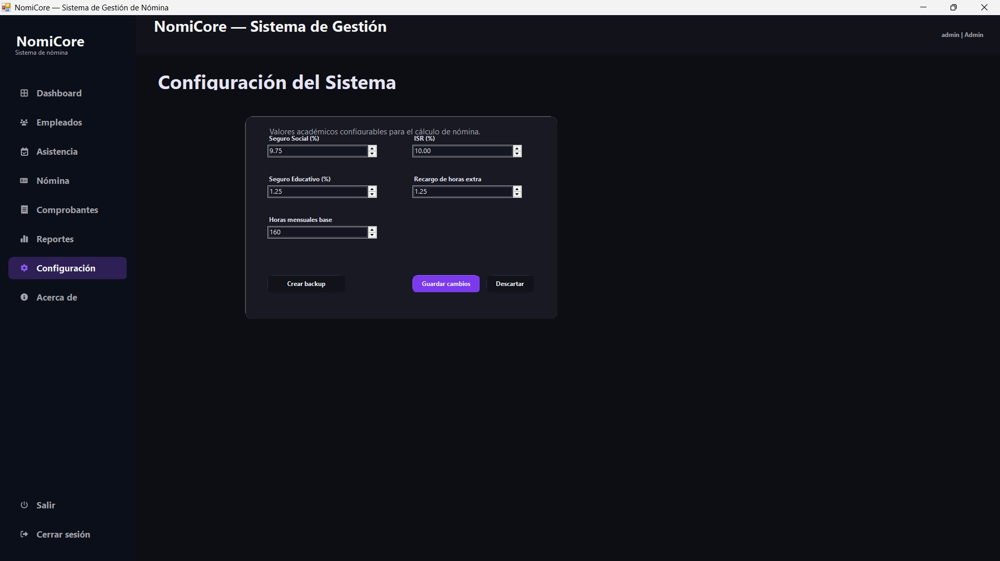 NomiCore — Sistema de Gestión de Nómina
NomiCore
Sistema de nómina
Dashboard
Empleados
Asistencia
Nómina
Comprobantes
Reportes
Configuración
Acerca de
Salir
Cerrar sesión
NomiCore — Sistema de Gestión
admin | Admin
Configuración del Sistema
Valores académicos configurables para el cálculo de nómina.
Seguro Social (%)
9.75
ISR (%)
10.00
Seguro Educativo (%)
1.25
Recargo de horas extra
1.25
Horas mensuales base
160
Crear backup
Guardar cambios
Descartar